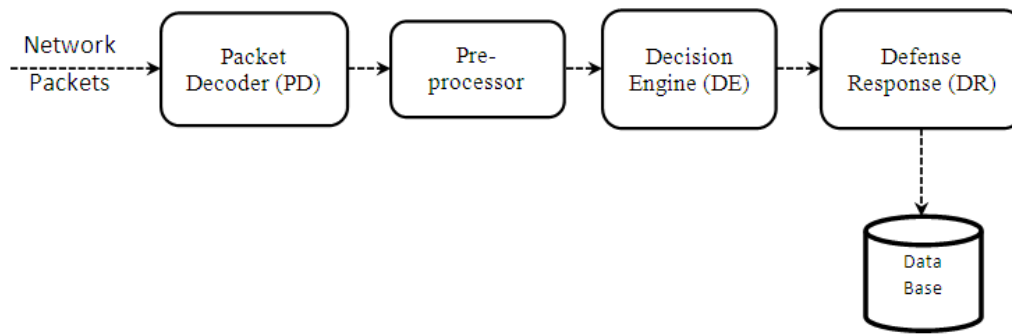 Network
Packets
Packet
Decoder (PD)
Pre-
processor
Decision
Engine (DE)
Defense
Response (DR)
Data
Base